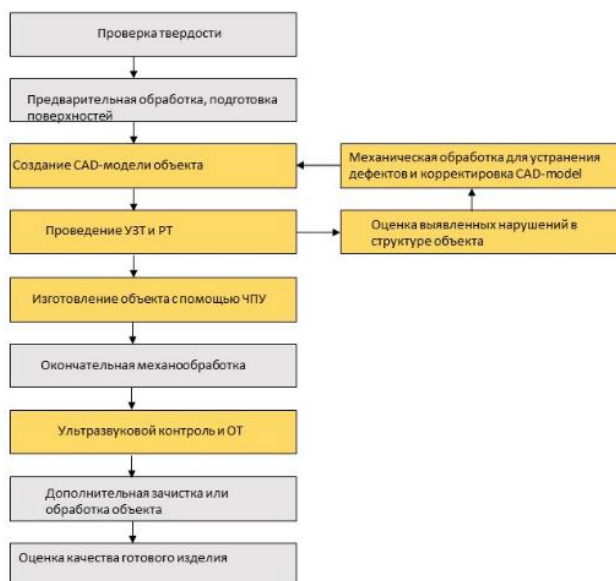 Проверка твердости
Предварительная обработка, подготовка
поверхностей
Создание CAD-модели объекта
Механическая обработка для устранения
дефектов и корректировка CAD-model
Проведение УЗТ и РТ
Оценка выявленных нарушений в
структуре объекта
Изготовление объекта с помощью ЧПУ
Окончательная механообработка
Ультразвуковой контроль и ОТ
Дополнительная зачистка или
обработка объекта
Оценка качества готового изделия